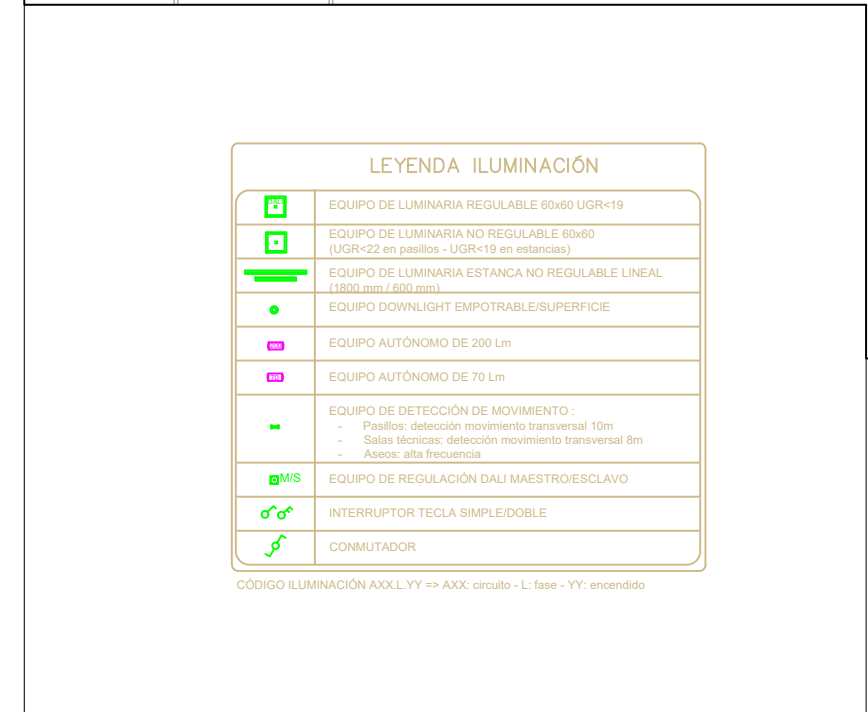 LEYENDA ILUMINACIÓN
EQUIPO DE LUMINARIA REGULABLE 60x60 UGR<19
EQUIPO DE LUMINARIA NO REGULABLE 60x60
(UGR<22 en pasillos - UGR<19 en estancias)
EQUIPO DE LUMINARIA ESTANCA NO REGULABLE LINEAL
(1800 mm / 600 mm)
EQUIPO DOWNLIGHT EMPOTRABLE/SUPERFICIE
200 EQUIPO AUTÓNOMO DE 200 Lm
70 EQUIPO AUTÓNOMO DE 70 Lm
EQUIPO DE DETECCIÓN DE MOVIMIENTO :
- Pasillos: detección movimiento transversal 10m
- Salas técnicas: detección movimiento transversal 8m
- Aseos: alta frecuencia
M/S EQUIPO DE REGULACIÓN DALI MAESTRO/ESCLAVO
INTERRUPTOR TECLA SIMPLE/DOBLE
CONMUTADOR
CÓDIGO ILUMINACIÓN AXX.L.YY => AXX: circuito - L: fase - YY: encendido